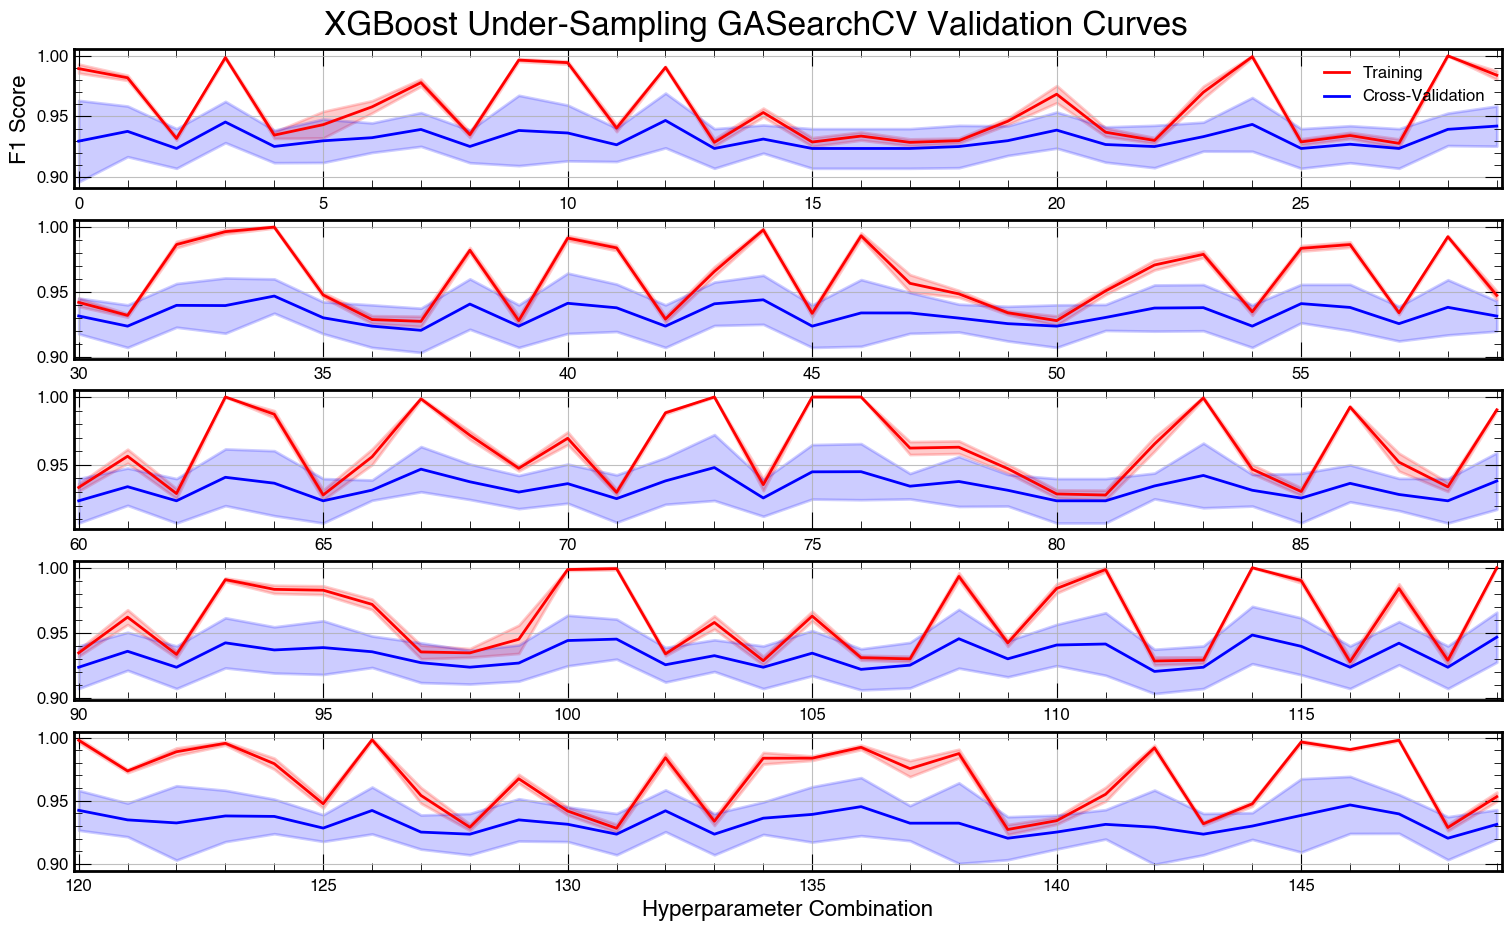 XGBoost Under-Sampling GASearchCV Validation Curves
F1 Score
1.00
0.95
0.90
Training
Cross-Validation
0 5 10 15 20 25
1.00
0.95
0.90
30 35 40 45 50 55
1.00
0.95
60 65 70 75 80 85
1.00
0.95
0.90
90 95 100 105 110 115
1.00
0.95
0.90
120 125 130 135 140 145
Hyperparameter Combination